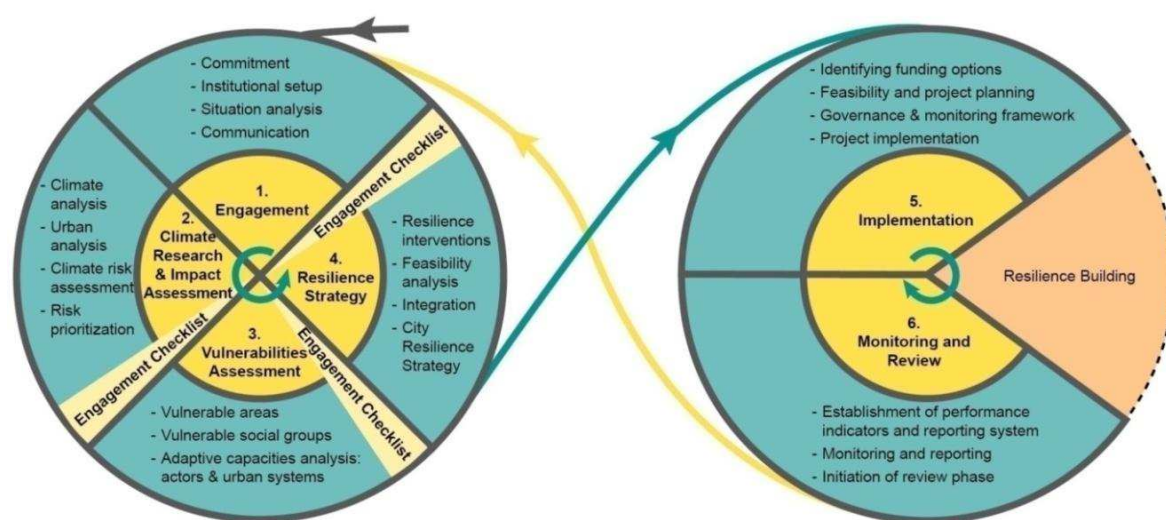 - Commitment
- Institutional setup
- Situation analysis
- Communication
Engagement Checklist
1.
Engagement
- Climate
analysis
- Urban
analysis
- Climate risk
assessment
- Risk
prioritization
2.
Climate
Research
& Impact
Assessment
Engagement Checklist
3.
Vulnerabilities
Assessment
- Vulnerable areas
- Vulnerable social groups
- Adaptive capacities analysis:
actors & urban systems
Engagement Checklist
4.
Resilience
Strategy
- Resilience
interventions
- Feasibility
analysis
- Integration
- City
Resilience
Strategy
- Identifying funding options
- Feasibility and project planning
- Governance & monitoring framework
- Project implementation
5.
Implementation
Resilience Building
6.
Monitoring and
Review
- Establishment of performance
indicators and reporting system
- Monitoring and reporting
- Initiation of review phase